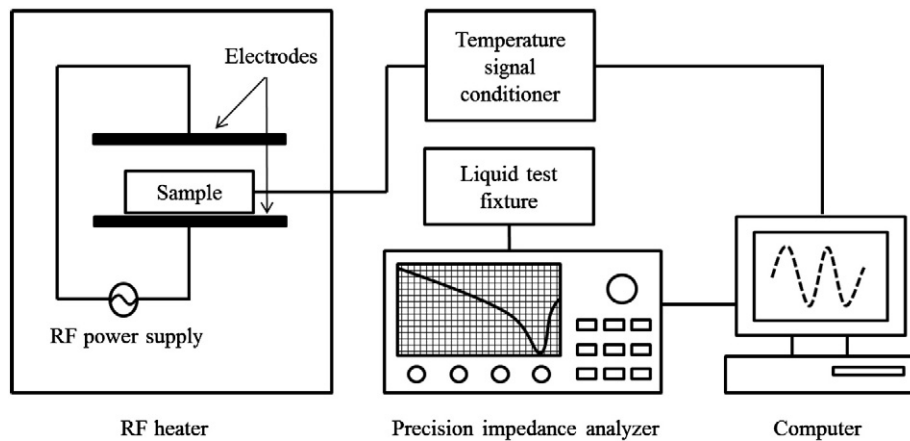 Electrodes
Sample
RF power supply
RF heater
Temperature
signal
conditioner
Liquid test
fixture
Precision impedance analyzer
Computer